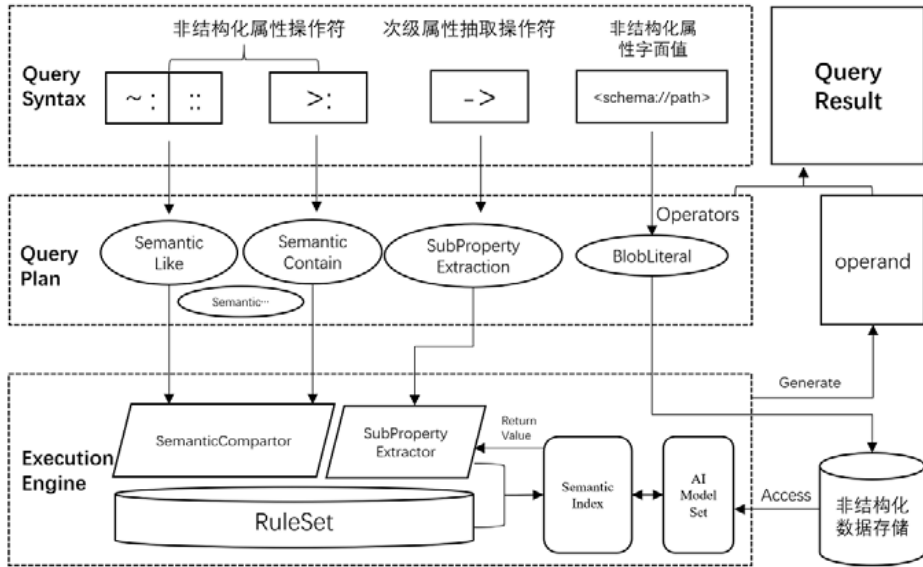 非结构化属性操作符
次级属性抽取操作符
非结构化属
性字面值
Query
Syntax
~:
::
>:
->
<schema://path>
Query
Result
Query
Plan
Semantic
Like
Semantic
Contain
Semantic···
SubProperty
Extraction
Operators
BlobLiteral
operand
Generate
Execution
Engine
SemanticCompartor
SubProperty
Extractor
Return
Value
RuleSet
Semantic
Index
AI
Model
Set
Access
非结构化
数据存储